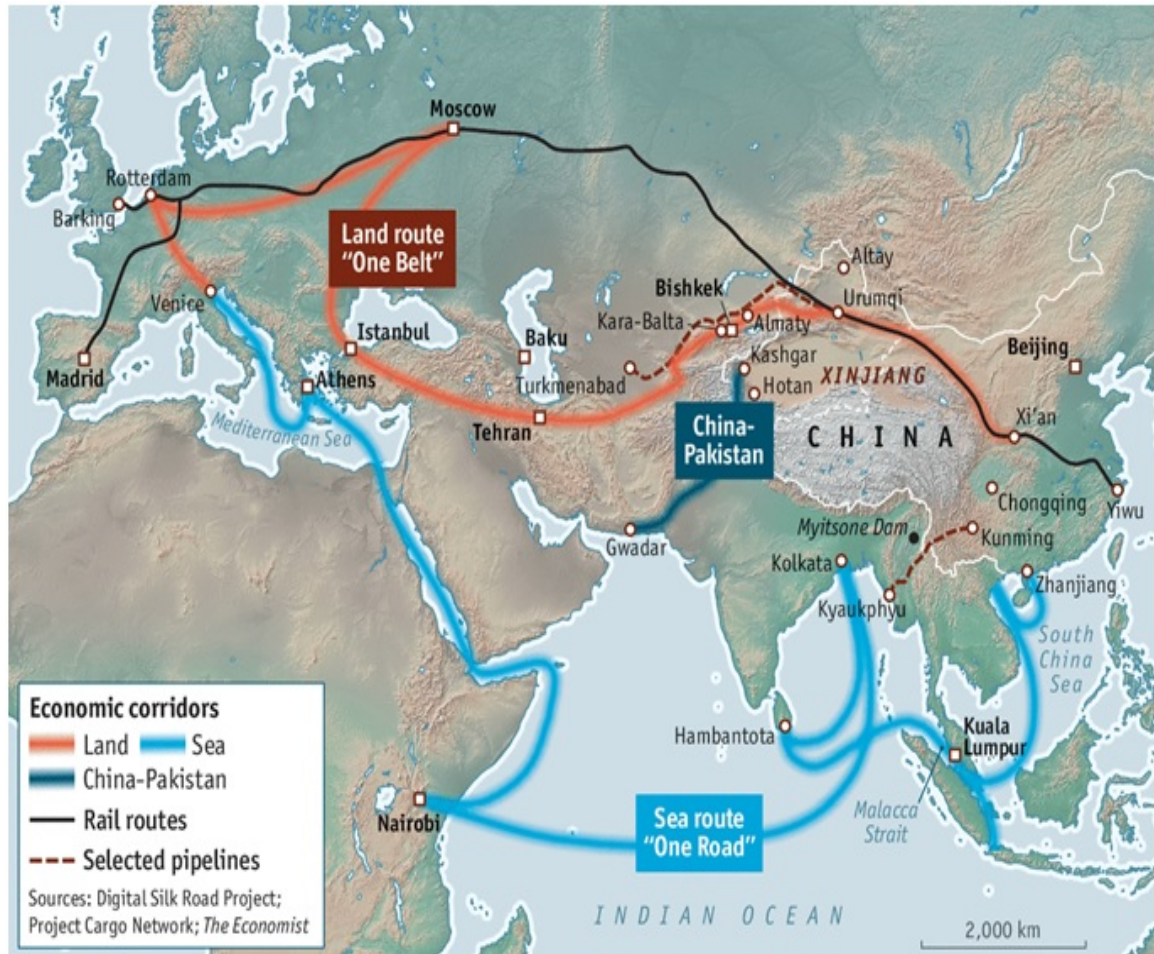 Moscow
Rotterdam
Barking
Land route
"One Belt"
Altay
Venice
Bishkek
Urumqi
Kara-Balta
Almaty
Istanbul
Baku
Kashgar
Beijing
Madrid
Athens
Turkmenabad
Hotan
XINJIANG
Mediterranean Sea
Tehran
China-
Pakistan
CHINA
Xi'an
Chongqing
Yiwu
Gwadar
Myitsone Dam
Kunming
Kolkata
Zhanjiang
Kyaukphyu
South
China
Sea
Hambantota
Kuala
Lumpur
Malacca
Strait
Nairobi
Sea route
"One Road"
INDIAN OCEAN
2,000 km
Economic corridors
Land Sea
China-Pakistan
Rail routes
Selected pipelines
Sources: Digital Silk Road Project;
Project Cargo Network; The Economist